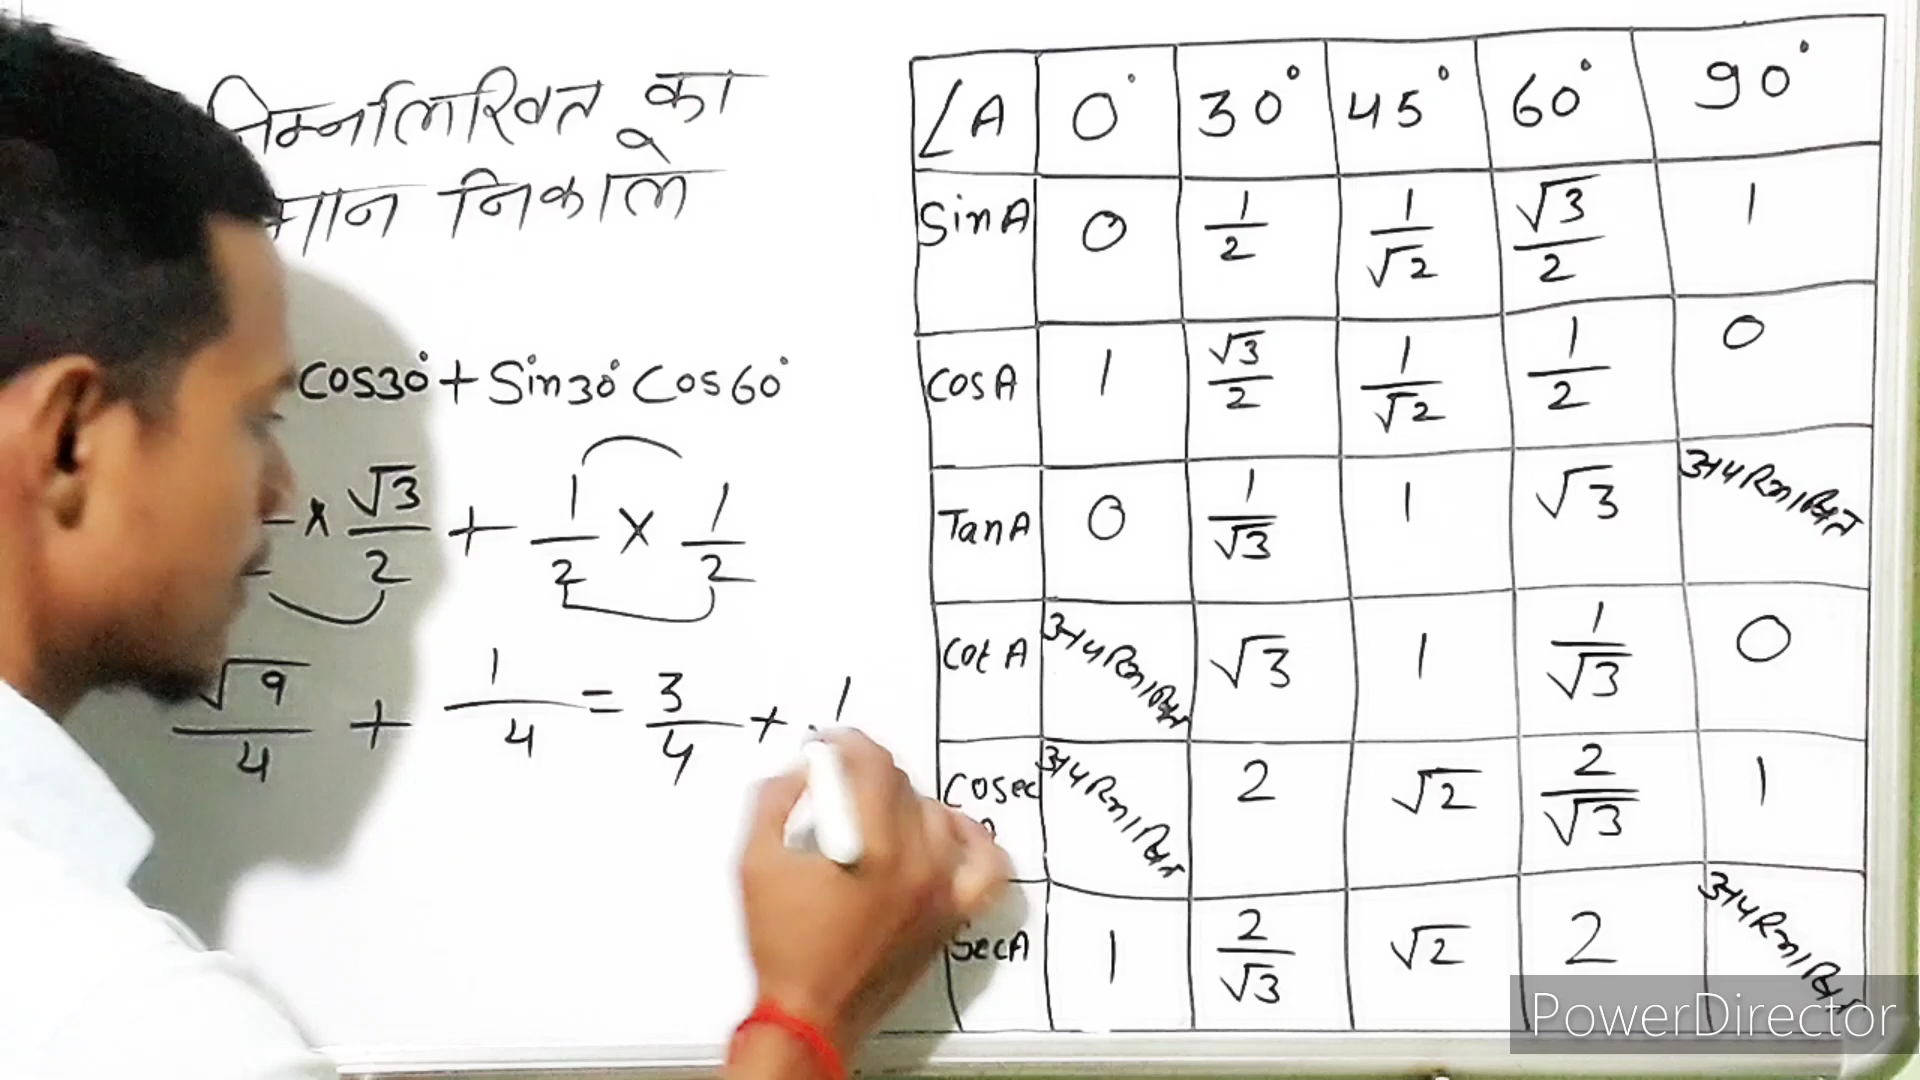 निम्नलिखित का
मान निकाले
cos30° + Sin30° Cos60°
× √3/2 + 1/2 × 1/2
√9/4 + 1/4 = 3/4 + 1
∠A 0° 30° 45° 60° 90°
SinA 0 1/2 1/√2 √3/2 1
CosA 1 √3/2 1/√2 1/2 0
TanA 0 1/√3 1 √3 अपरिभाषित
Cot A अपरिभाषित √3 1 1/√3 0
Cosec अपरिभाषित 2 √2 2/√3 1
SecA 1 2/√3 √2 2 अपरिभाषित
PowerDirector